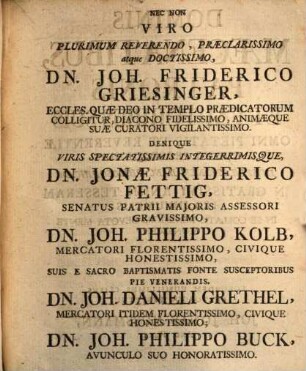 NEC NON
VIRO
PLURIMUM REVERENDO, PRÆCLARISSIMO
atque DOCTISSIMO,
DN. JOH. FRIDERICO
GRIESINGER,
ECCLES. QUÆ DEO IN TEMPLO PRÆDICATORUM
COLLIGITUR, DIACONO FIDELISSIMO, ANIMÆQUE
SUÆ CURATORI VIGILANTISSIMO.
DENIQUE
VIRIS SPECTATISSIMIS INTEGERRIMISQUE,
DN. JONÆ FRIDERICO
FETTIG,
SENATUS PATRII MAJORIS ASSESSORI
GRAVISSIMO,
DN. JOH. PHILIPPO KOLB,
MERCATORI FLORENTISSIMO, CIVIQUE
HONESTISSIMO,
SUIS E SACRO BAPTISMATIS FONTE SUSCEPTORIBUS
PIE VENERANDIS.
DN. JOH. DANIELI GRETHEL,
MERCATORI ITIDEM FLORENTISSIMO, CIVIQUE
HONESTISSIMO;
DN. JOH. PHILIPPO BUCK,
AVUNCULO SUO HONORATISSIMO.